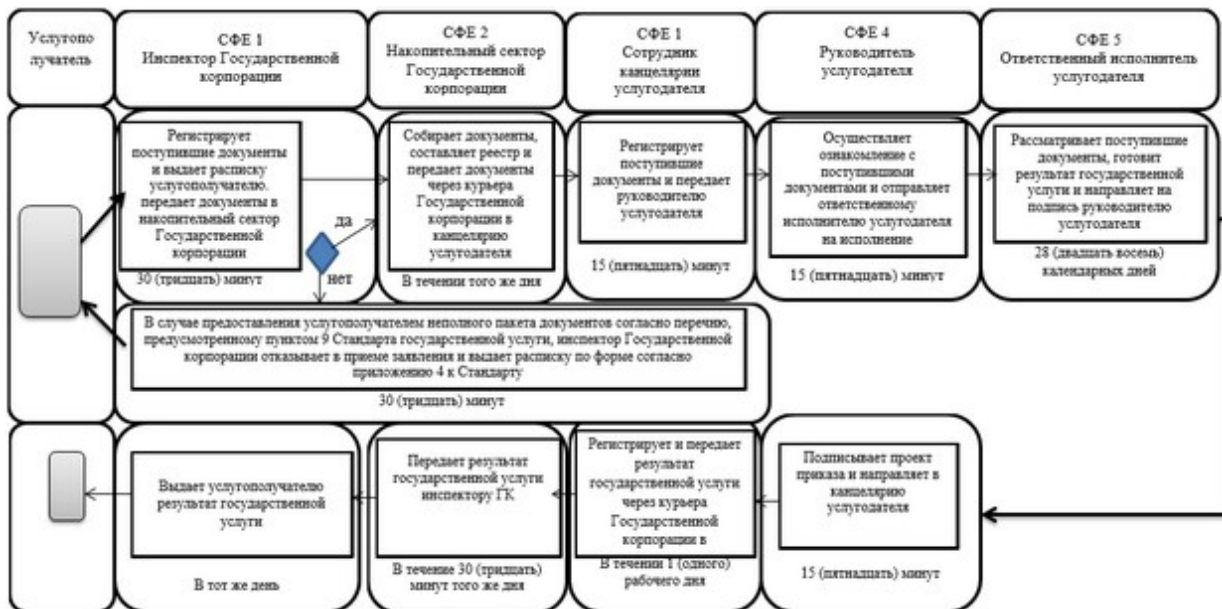 Услугопо
лучатель
СФЕ 1
Инспектор Государственной
корпорации
СФЕ 2
Накопительный сектор
Государственной
корпорации
СФЕ 1
Сотрудник
канцелярии
услугодателя
СФЕ 4
Руководитель
услугодателя
СФЕ 5
Ответственный исполнитель
услугодателя
Регистрирует
поступившие документы
и выдает расписку
услугополучателю.
передает документы в
накопительный сектор
Государственной
корпорации
30 (тридцать) минут
да
нет
Собирает документы,
составляет реестр и
передает документы
через курьера
Государственной
корпорации в
канцелярию
услугодателя
В течении того же дня
Регистрирует
поступившие
документы и передает
руководителю
услугодателя
15 (пятнадцать) минут
Осуществляет
ознакомление с
поступившими
документами и отправляет
ответственному
исполнителю услугодателя
на исполнение
15 (пятнадцать) минут
Рассматривает поступившие
документы, готовит
результат государственной
услуги и направляет на
подпись руководителю
услугодателя
28 (двадцать восемь)
календарных дней
В случае предоставления услугополучателем неполного пакета документов согласно перечню,
предусмотренному пунктом 9 Стандарта государственной услуги, инспектор Государственной
корпорации отказывает в приеме заявления и выдает расписку по форме согласно
приложению 4 к Стандарту
30 (тридцать) минут
Выдает услугополучателю
результат государственной
услуги
В тот же день
Передает результат
государственной услуги
инспектору ГК
В течение 30 (тридцать)
минут того же дня
Регистрирует и передает
результат
государственной услуги
через курьера
Государственной
корпорации в
В течении 1 (одного)
рабочего дня
Подписывает проект
приказа и направляет в
канцелярию
услугодателя
15 (пятнадцать) минут